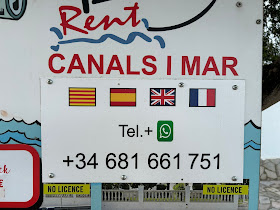 Rent
CANALS I MAR
Tel.+
+34 681 661 751
NO LICENCE
NO LICENCE